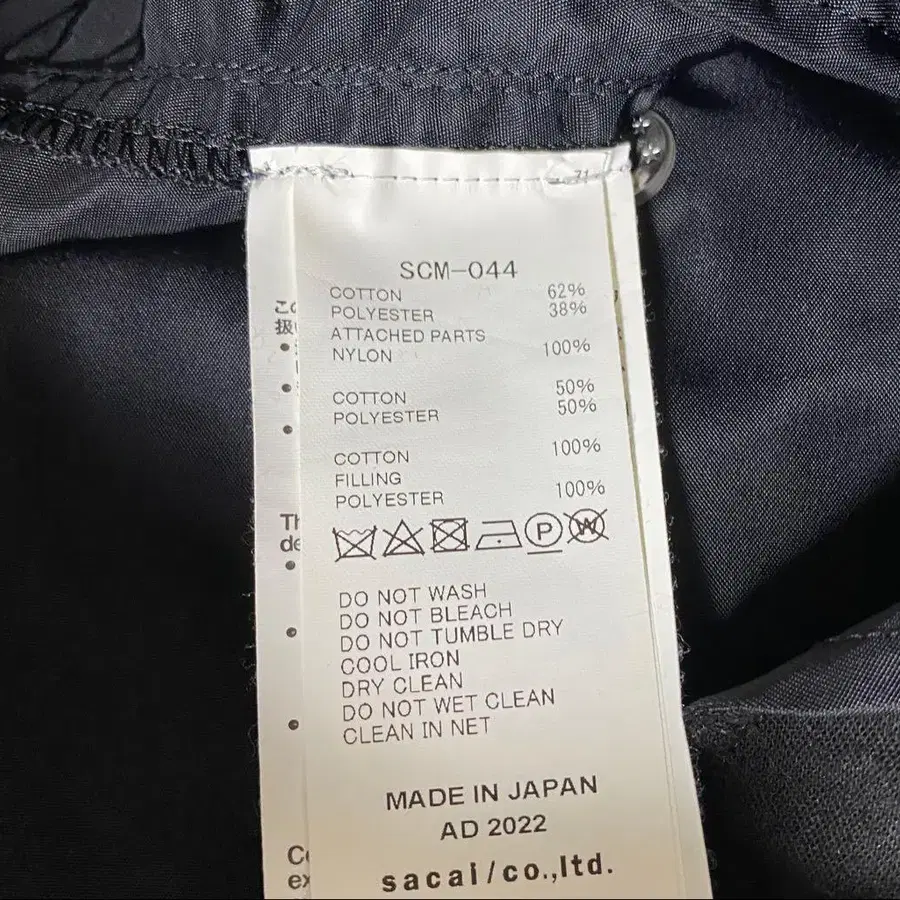 SCM-044
COTTON 62%
POLYESTER 38%
ATTACHED PARTS
NYLON 100%
COTTON 50%
POLYESTER 50%
COTTON 100%
FILLING
POLYESTER 100%
P W
DO NOT WASH
DO NOT BLEACH
DO NOT TUMBLE DRY
COOL IRON
DRY CLEAN
DO NOT WET CLEAN
CLEAN IN NET
MADE IN JAPAN
AD 2022
sacai/co.,ltd.